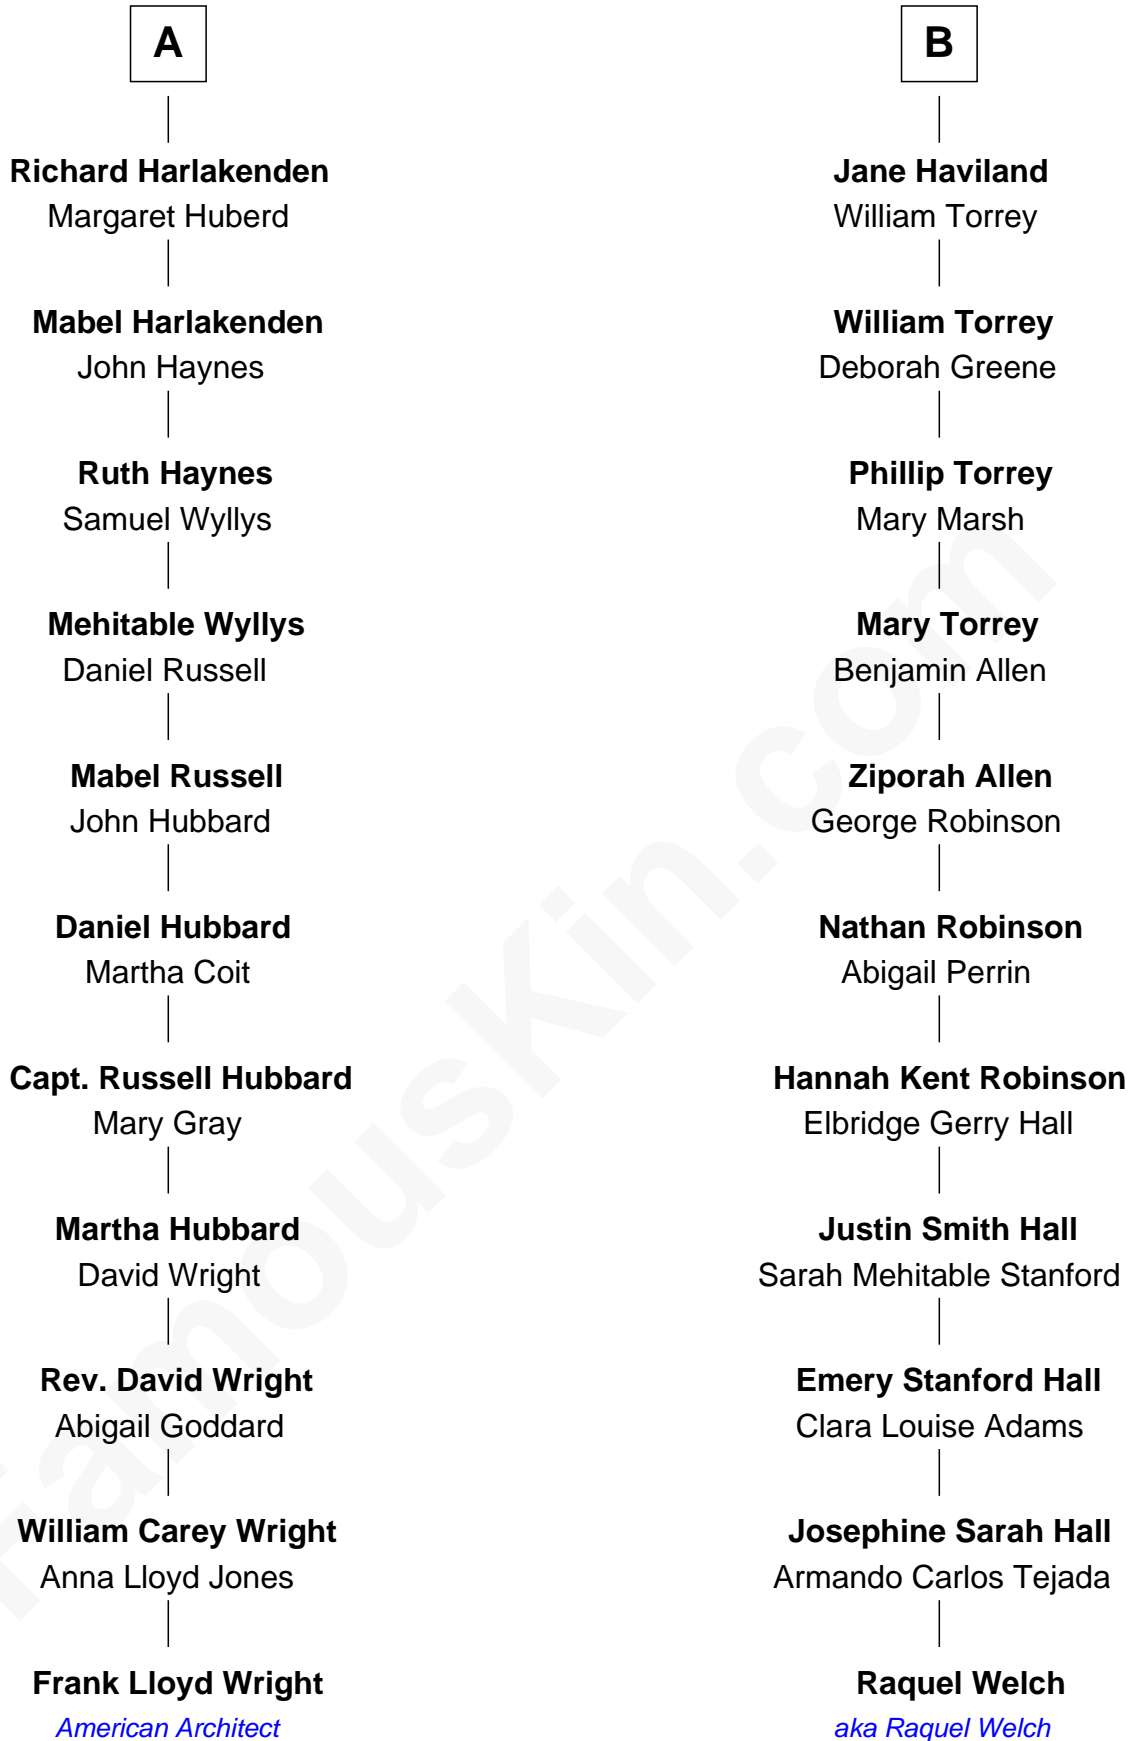 A
Richard Harlakenden
Margaret Huberd
Mabel Harlakenden
John Haynes
Ruth Haynes
Samuel Wyllys
Mehitable Wyllys
Daniel Russell
Mabel Russell
John Hubbard
Daniel Hubbard
Martha Coit
Capt. Russell Hubbard
Mary Gray
Martha Hubbard
David Wright
Rev. David Wright
Abigail Goddard
William Carey Wright
Anna Lloyd Jones
Frank Lloyd Wright
American Architect
B
Jane Haviland
William Torrey
William Torrey
Deborah Greene
Phillip Torrey
Mary Marsh
Mary Torrey
Benjamin Allen
Ziporah Allen
George Robinson
Nathan Robinson
Abigail Perrin
Hannah Kent Robinson
Elbridge Gerry Hall
Justin Smith Hall
Sarah Mehitable Stanford
Emery Stanford Hall
Clara Louise Adams
Josephine Sarah Hall
Armando Carlos Tejada
Raquel Welch
aka Raquel Welch
FamousKin.com